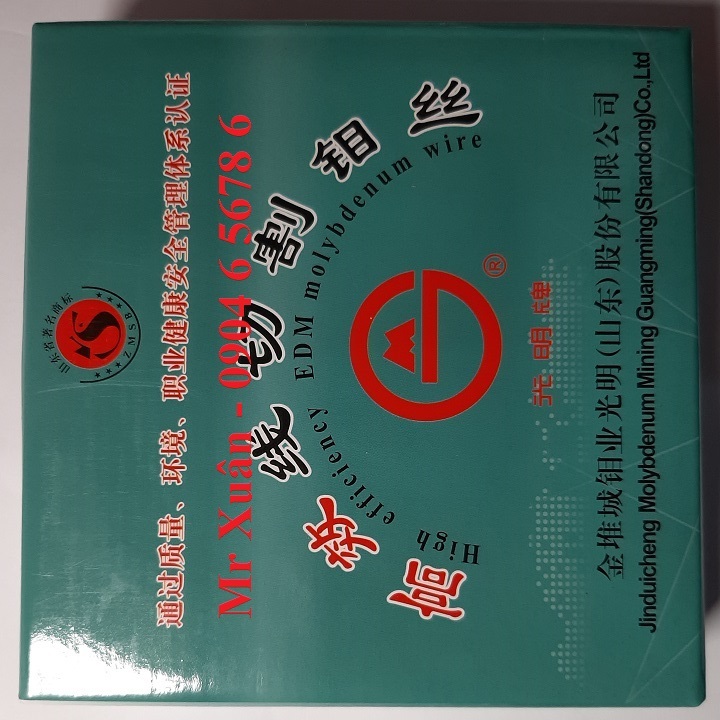 山东省著名商标
ZMSB
通过质量、环境、职业健康安全管理体系认证
Mr Xuân - 0904 6 5678 6
高效线切割钼丝
High efficiency EDM molybdenum wire
®
光明牌
金堆城钼业光明(山东)股份有限公司
Jinduicheng Molybdenum Mining Guangming(Shandong)Co.,Ltd